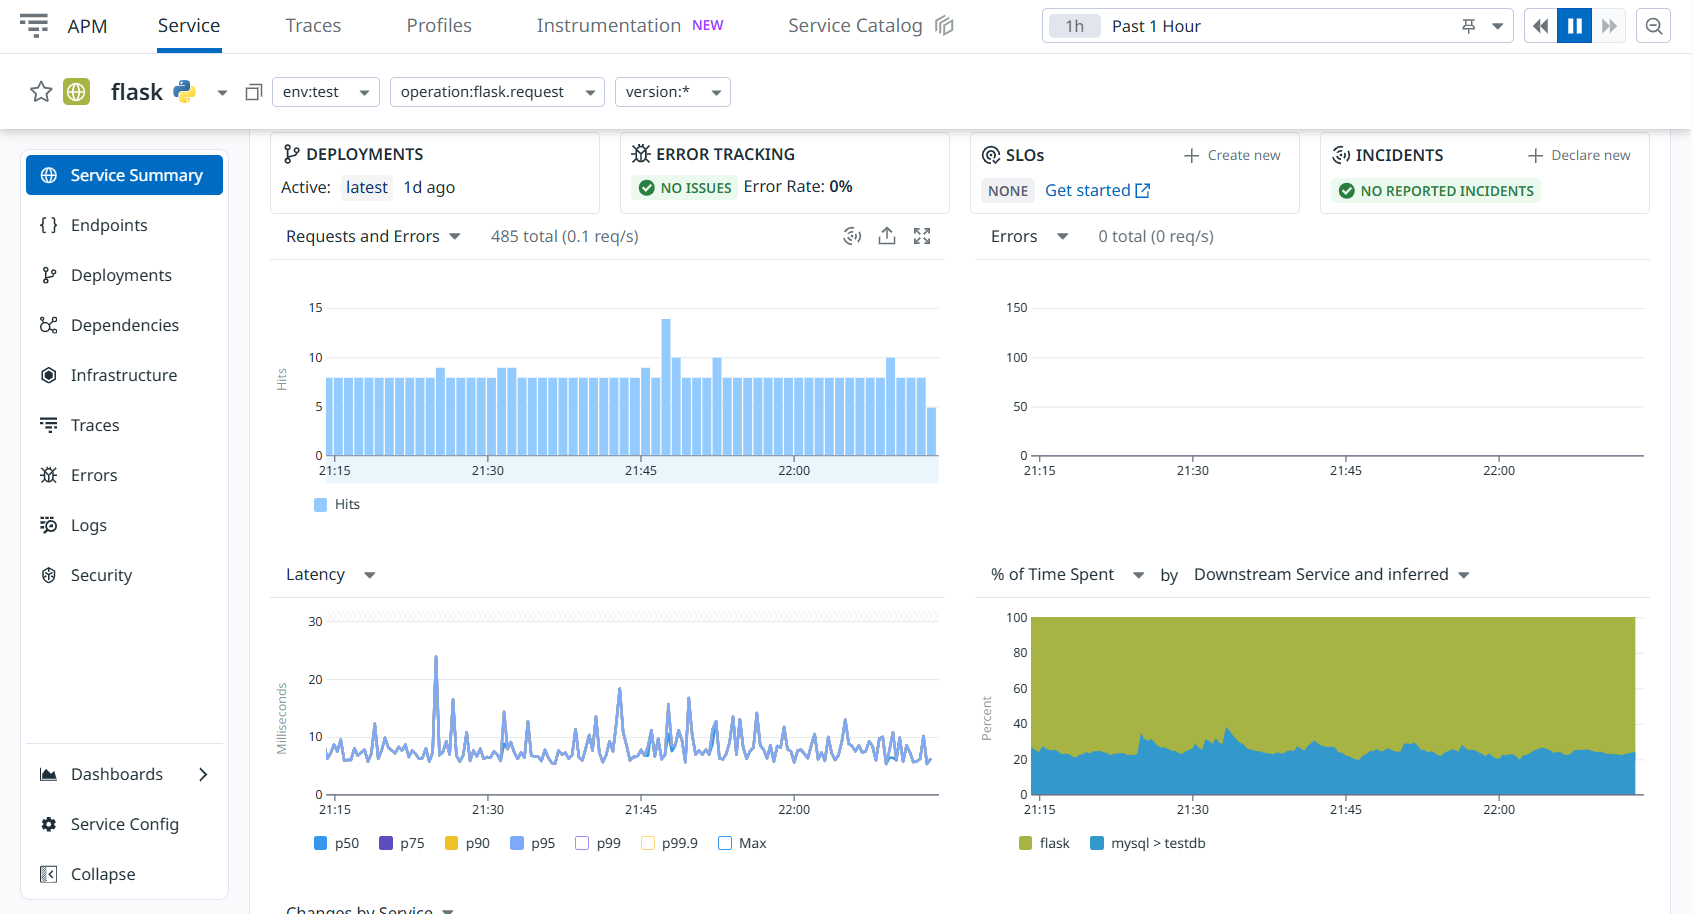 APM Service Traces Profiles Instrumentation NEW Service Catalog 1h Past 1 Hour
flask env:test operation:flask.request version:*
Service Summary
Endpoints
Deployments
Dependencies
Infrastructure
Traces
Errors
Logs
Security
Dashboards
Service Config
Collapse
DEPLOYMENTS
Active: latest 1d ago
ERROR TRACKING
NO ISSUES Error Rate: 0%
SLOs + Create new
NONE Get started
INCIDENTS + Declare new
NO REPORTED INCIDENTS
Requests and Errors 485 total (0.1 req/s)
Hits
15
10
5
0
21:15 21:30 21:45 22:00
Hits
Errors 0 total (0 req/s)
150
100
50
0
21:15 21:30 21:45 22:00
Latency
Milliseconds
30
20
10
0
21:15 21:30 21:45 22:00
p50 p75 p90 p95 p99 p99.9 Max
% of Time Spent by Downstream Service and inferred
Percent
100
80
60
40
20
0
21:15 21:30 21:45 22:00
flask mysql > testdb
Changes by Service